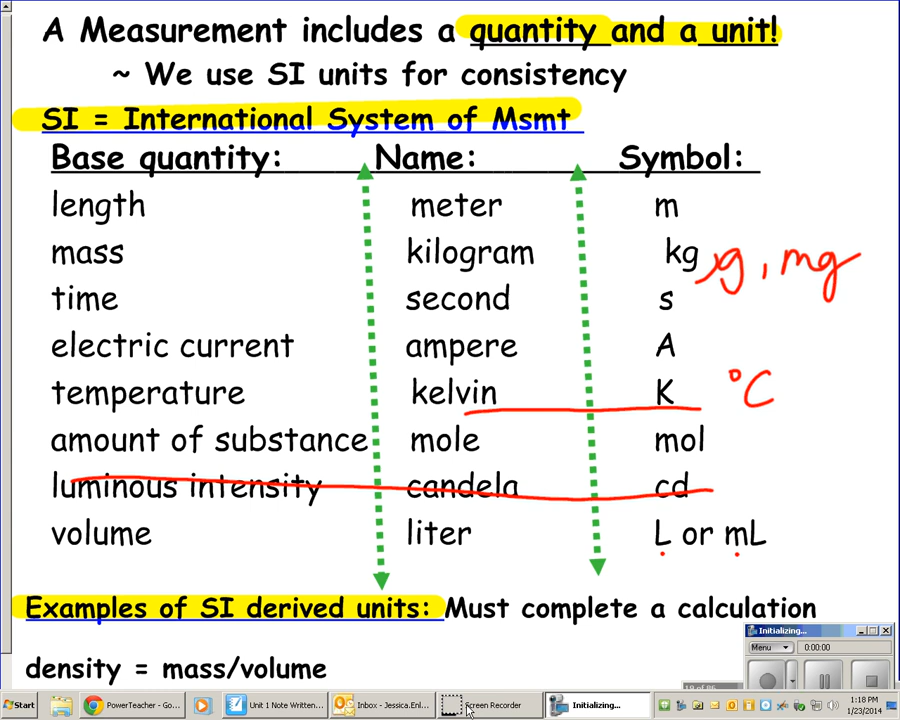 A Measurement includes a quantity and a unit!
~ We use SI units for consistency
SI = International System of Msmt
Base quantity: Name: Symbol:
length meter m
mass kilogram kg g, mg
time second s
electric current ampere A
temperature kelvin K °C
amount of substance mole mol
luminous intensity candela cd
volume liter L or mL
Examples of SI derived units: Must complete a calculation
Initializing...
Menu 0:00:00
density = mass/volume
18 of 86
Start PowerTeacher - Go... Unit 1 Note Written... Inbox - Jessica.Enl... Screen Recorder Initializing... 1:18 PM
1/23/2014